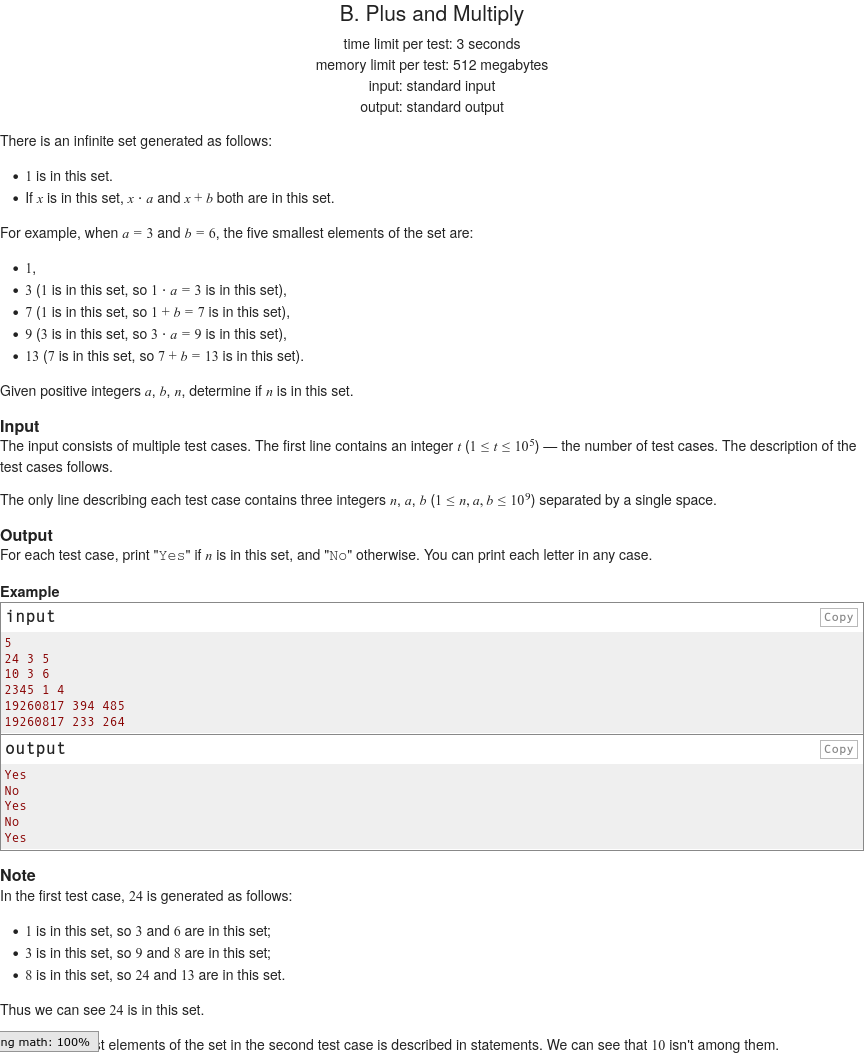 B. Plus and Multiply
time limit per test: 3 seconds
memory limit per test: 512 megabytes
input: standard input
output: standard output
There is an infinite set generated as follows:
• 1 is in this set.
• If x is in this set, x · a and x + b both are in this set.
For example, when a = 3 and b = 6, the five smallest elements of the set are:
• 1,
• 3 (1 is in this set, so 1 · a = 3 is in this set),
• 7 (1 is in this set, so 1 + b = 7 is in this set),
• 9 (3 is in this set, so 3 · a = 9 is in this set),
• 13 (7 is in this set, so 7 + b = 13 is in this set).
Given positive integers a, b, n, determine if n is in this set.
Input
The input consists of multiple test cases. The first line contains an integer t (1 ≤ t ≤ 10⁵) — the number of test cases. The description of the
test cases follows.
The only line describing each test case contains three integers n, a, b (1 ≤ n, a, b ≤ 10⁹) separated by a single space.
Output
For each test case, print "Yes" if n is in this set, and "No" otherwise. You can print each letter in any case.
Example
input Copy
5
24 3 5
10 3 6
2345 1 4
19260817 394 485
19260817 233 264
output Copy
Yes
No
Yes
No
Yes
Note
In the first test case, 24 is generated as follows:
• 1 is in this set, so 3 and 6 are in this set;
• 3 is in this set, so 9 and 8 are in this set;
• 8 is in this set, so 24 and 13 are in this set.
Thus we can see 24 is in this set.
ng math: 100% st elements of the set in the second test case is described in statements. We can see that 10 isn't among them.